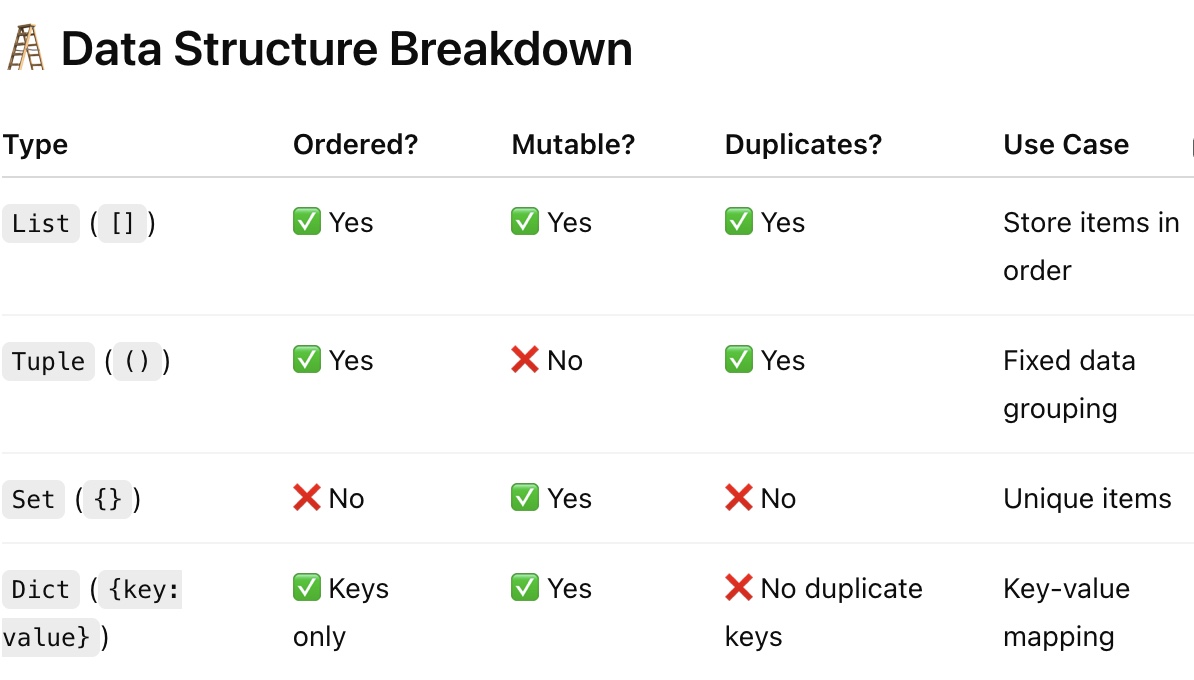 🪜 Data Structure Breakdown
Type Ordered? Mutable? Duplicates? Use Case
List ([]) ✅ Yes ✅ Yes ✅ Yes Store items in
order
Tuple (()) ✅ Yes ❌ No ✅ Yes Fixed data
grouping
Set ({}) ❌ No ✅ Yes ❌ No Unique items
Dict ({key: ✅ Keys ✅ Yes ❌ No duplicate Key-value
value}) only keys mapping